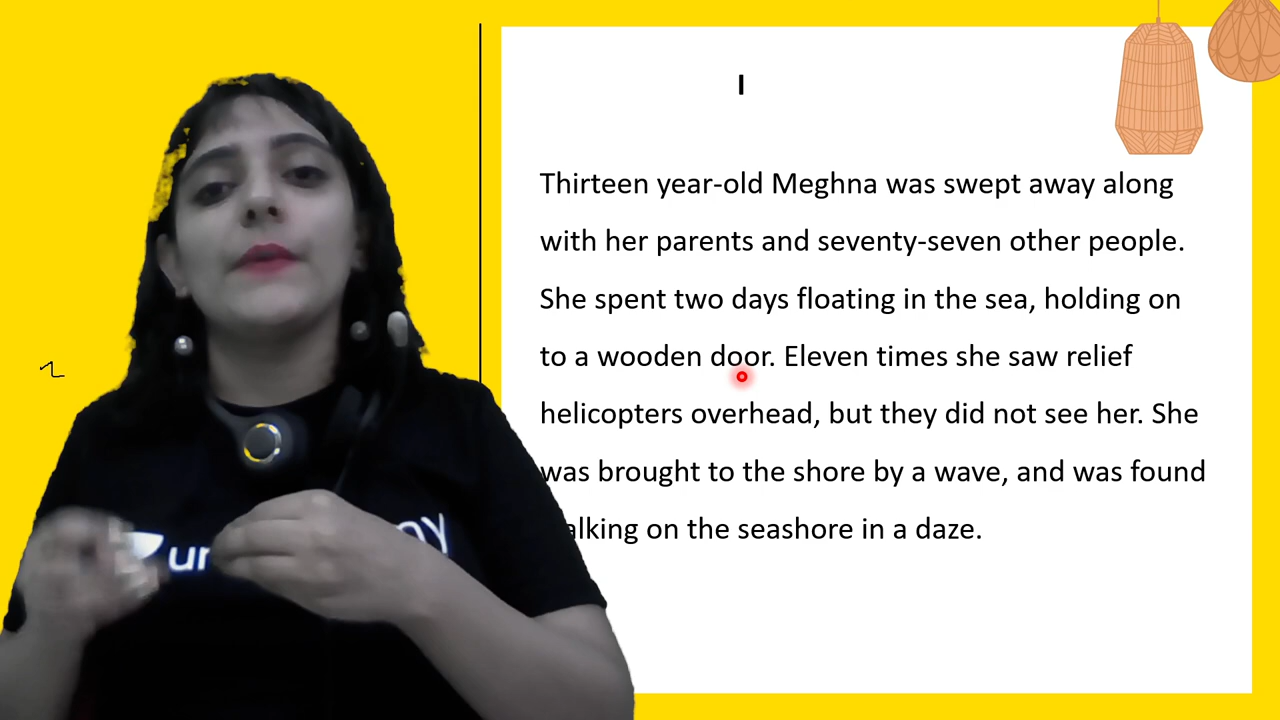 I
Thirteen year-old Meghna was swept away along
with her parents and seventy-seven other people.
She spent two days floating in the sea, holding on
to a wooden door. Eleven times she saw relief
helicopters overhead, but they did not see her. She
was brought to the shore by a wave, and was found
alking on the seashore in a daze.
un
my